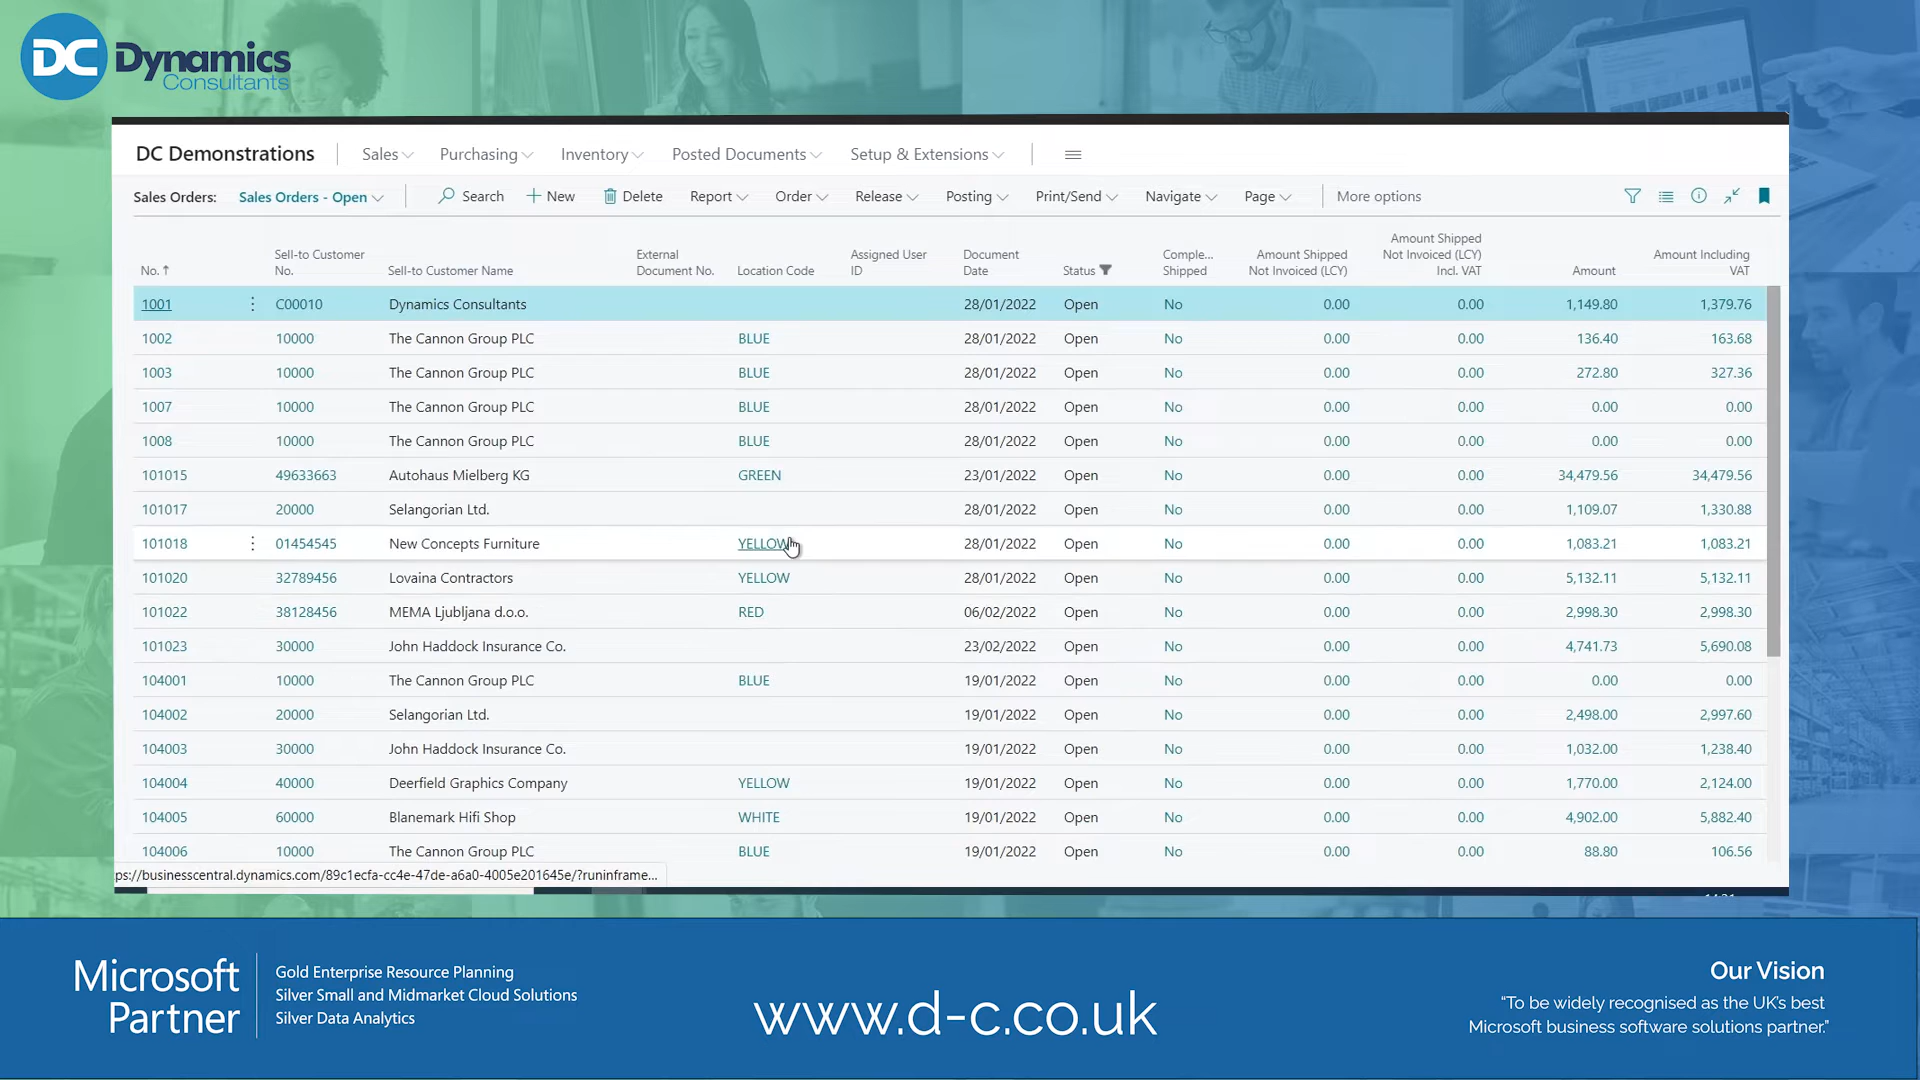 DC Dynamics
Consultants
DC Demonstrations Sales Purchasing Inventory Posted Documents Setup & Extensions
Sales Orders: Sales Orders - Open Search New Delete Report Order Release Posting Print/Send Navigate Page More options
No. ↑ Sell-to Customer No. Sell-to Customer Name External Document No. Location Code Assigned User ID Document Date Status Comple... Shipped Amount Shipped Not Invoiced (LCY) Amount Shipped Not Invoiced (LCY) Incl. VAT Amount Amount Including VAT
1001 C00010 Dynamics Consultants 28/01/2022 Open No 0.00 0.00 1,149.80 1,379.76
1002 10000 The Cannon Group PLC BLUE 28/01/2022 Open No 0.00 0.00 136.40 163.68
1003 10000 The Cannon Group PLC BLUE 28/01/2022 Open No 0.00 0.00 272.80 327.36
1007 10000 The Cannon Group PLC BLUE 28/01/2022 Open No 0.00 0.00 0.00 0.00
1008 10000 The Cannon Group PLC BLUE 28/01/2022 Open No 0.00 0.00 0.00 0.00
101015 49633663 Autohaus Mielberg KG GREEN 23/01/2022 Open No 0.00 0.00 34,479.56 34,479.56
101017 20000 Selangorian Ltd. 28/01/2022 Open No 0.00 0.00 1,109.07 1,330.88
101018 01454545 New Concepts Furniture YELLOW 28/01/2022 Open No 0.00 0.00 1,083.21 1,083.21
101020 32789456 Lovaina Contractors YELLOW 28/01/2022 Open No 0.00 0.00 5,132.11 5,132.11
101022 38128456 MEMA Ljubljana d.o.o. RED 06/02/2022 Open No 0.00 0.00 2,998.30 2,998.30
101023 30000 John Haddock Insurance Co. 23/02/2022 Open No 0.00 0.00 4,741.73 5,690.08
104001 10000 The Cannon Group PLC BLUE 19/01/2022 Open No 0.00 0.00 0.00 0.00
104002 20000 Selangorian Ltd. 19/01/2022 Open No 0.00 0.00 2,498.00 2,997.60
104003 30000 John Haddock Insurance Co. 19/01/2022 Open No 0.00 0.00 1,032.00 1,238.40
104004 40000 Deerfield Graphics Company YELLOW 19/01/2022 Open No 0.00 0.00 1,770.00 2,124.00
104005 60000 Blanemark Hifi Shop WHITE 19/01/2022 Open No 0.00 0.00 4,902.00 5,882.40
104006 10000 The Cannon Group PLC BLUE 19/01/2022 Open No 0.00 0.00 88.80 106.56
ps://businesscentral.dynamics.com/89c1ecfa-cc4e-47de-a6a0-4005e201645e/?runinframe...
Microsoft
Partner
Gold Enterprise Resource Planning
Silver Small and Midmarket Cloud Solutions
Silver Data Analytics
www.d-c.co.uk
Our Vision
“To be widely recognised as the UK's best
Microsoft business software solutions partner.”